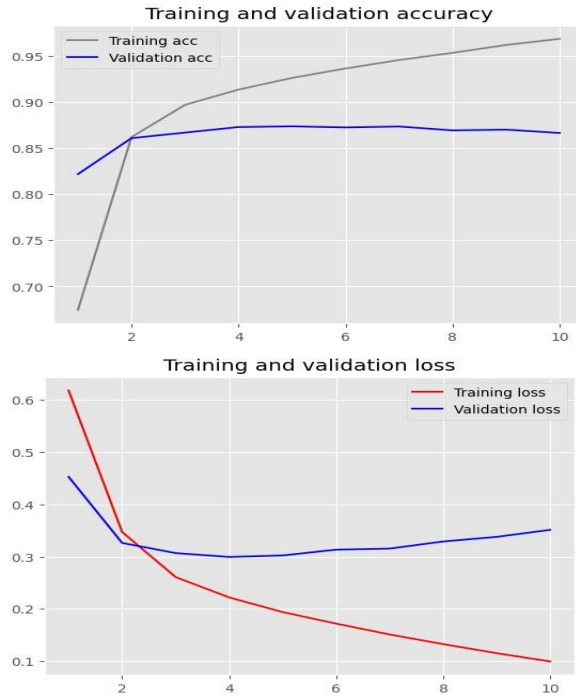 Training and validation accuracy
Training acc
Validation acc
0.95
0.90
0.85
0.80
0.75
0.70
2 4 6 8 10
Training and validation loss
Training loss
Validation loss
0.6
0.5
0.4
0.3
0.2
0.1
2 4 6 8 10